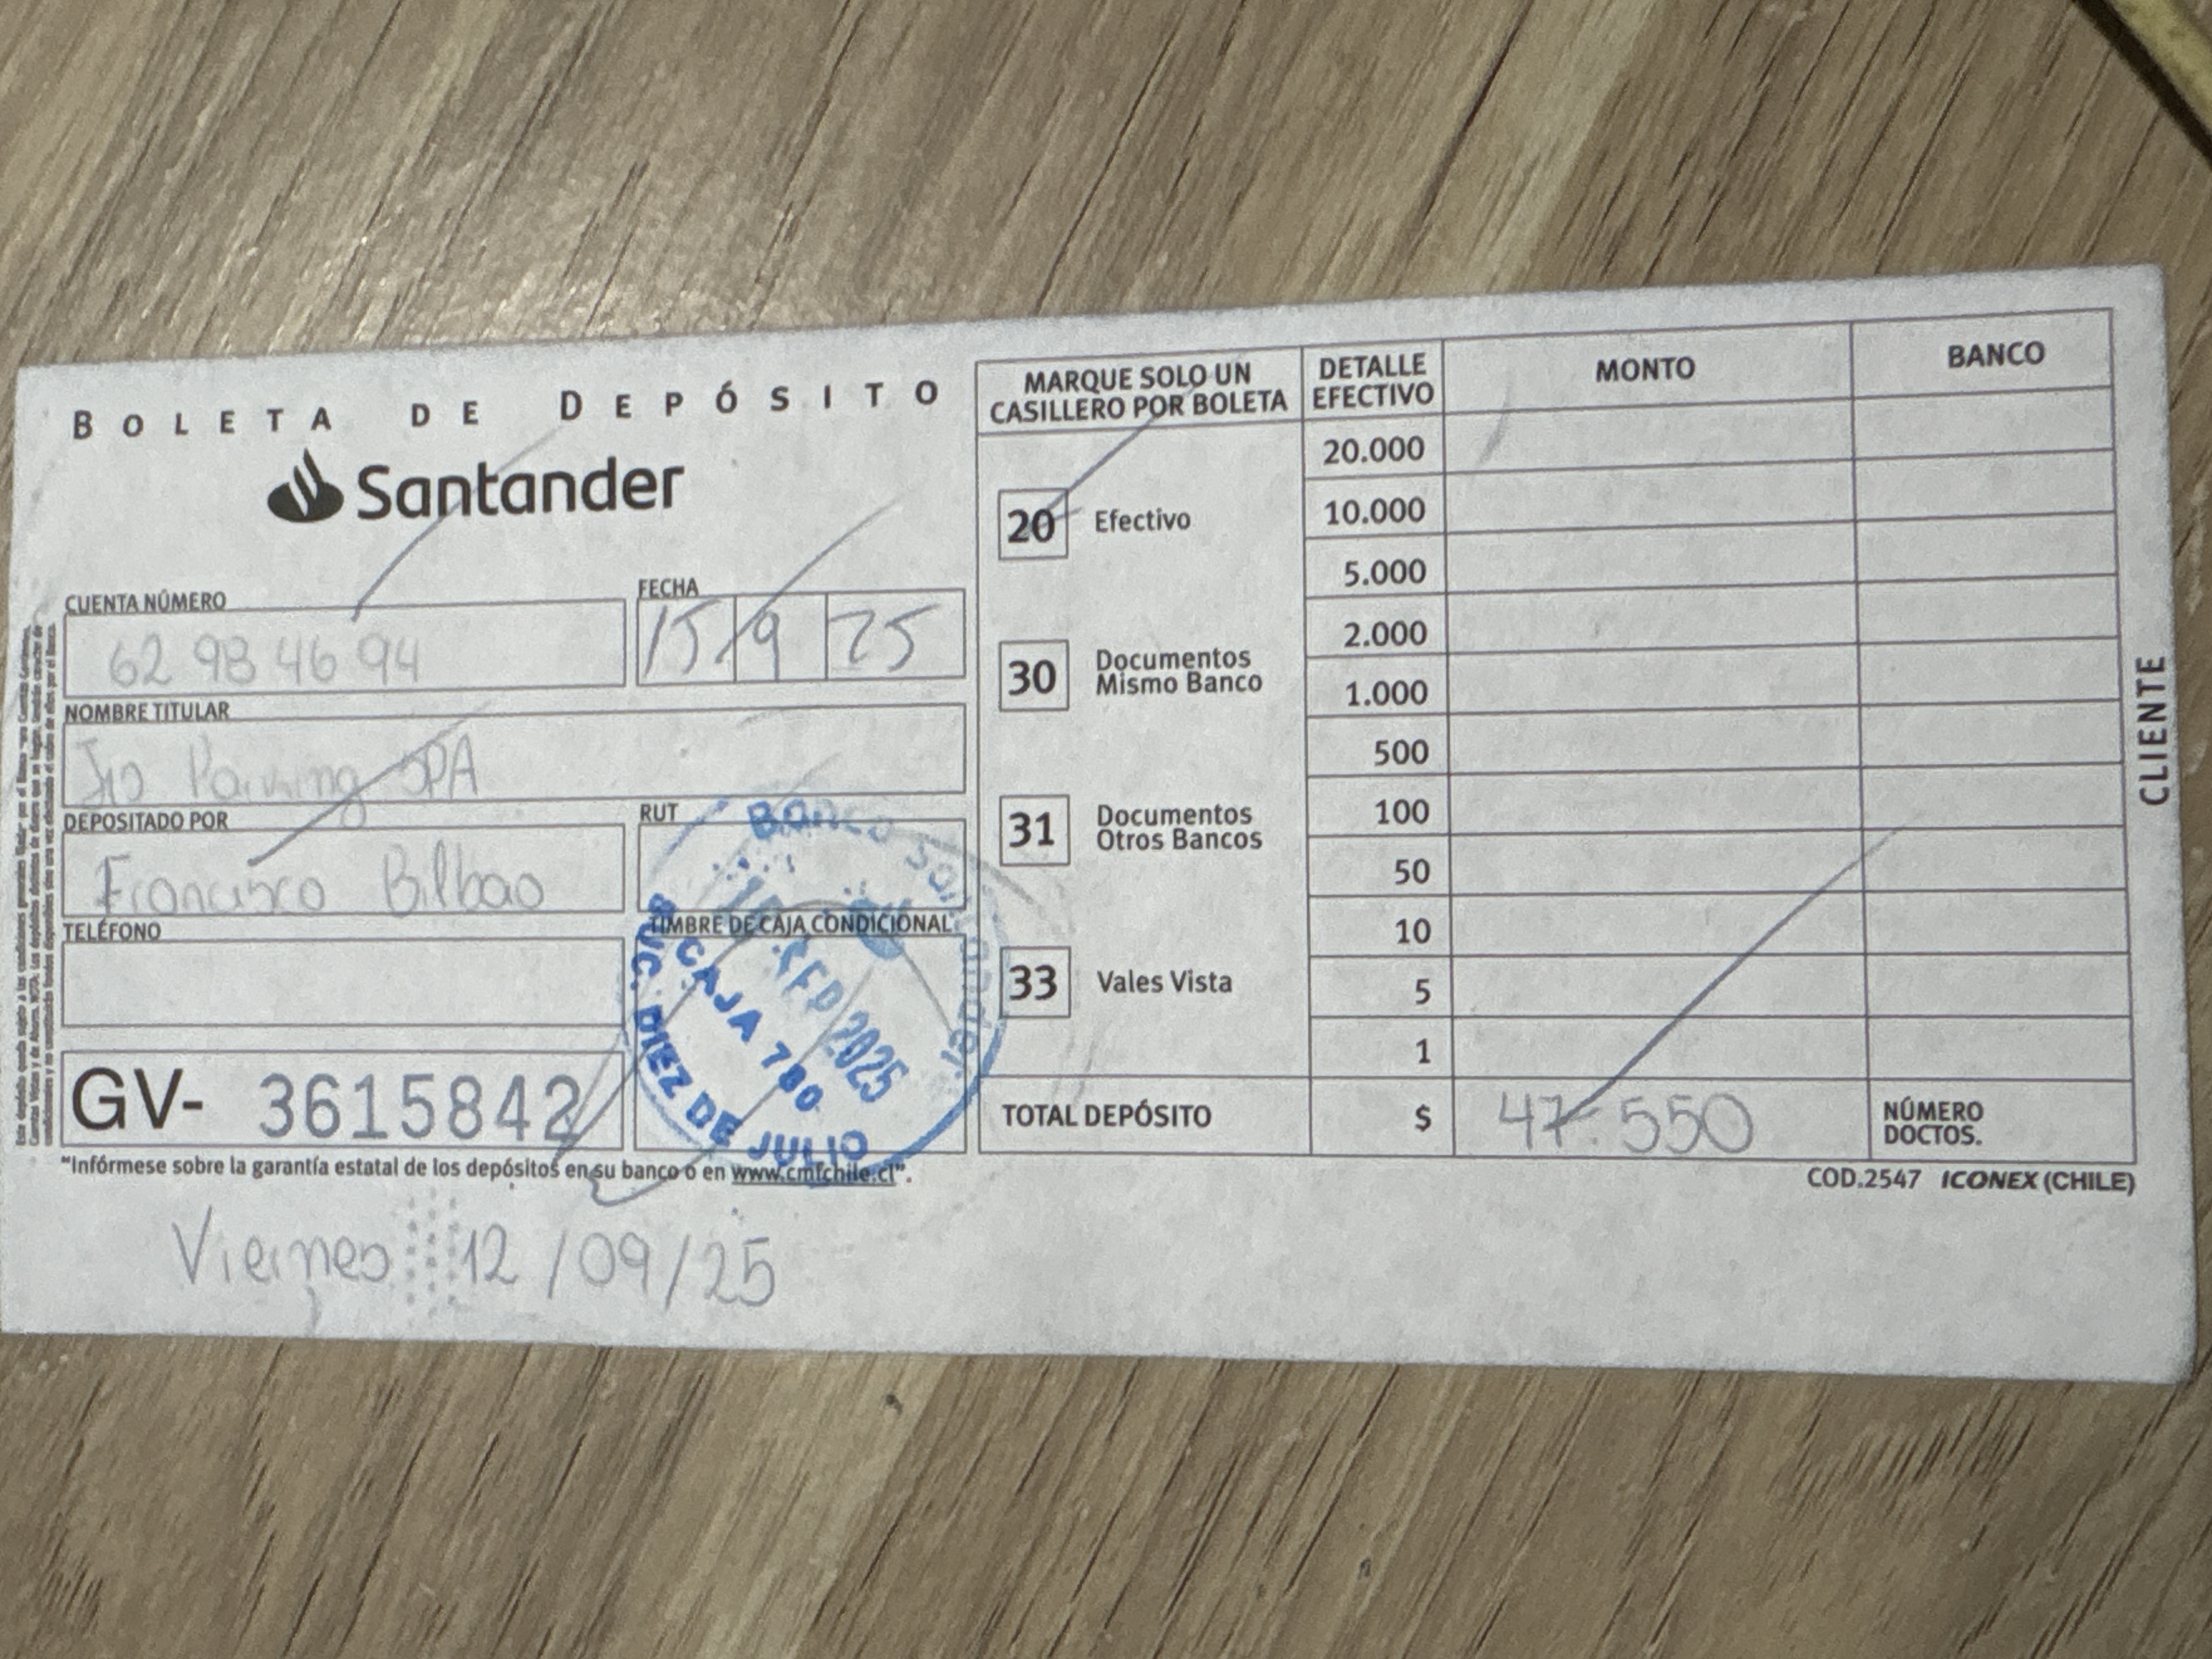 BOLETA DE DEPÓSITO
Santander
CUENTA NÚMERO
62 98 46 94
FECHA
15/9 25
NOMBRE TITULAR
SPA
DEPOSITADO POR
Francisco Bilbao
RUT
TELÉFONO
TIMBRE DE CAJA CONDICIONAL
Banco Santander
SEP 2025
CAJA 780
SUC. DIEZ DE JULIO
GV- 3615842
"Infórmese sobre la garantía estatal de los depósitos en su banco o en www.cmfchile.cl".
Viernes 12/09/25
MARQUE SOLO UN
CASILLERO POR BOLETA
20 Efectivo
30 Documentos
Mismo Banco
31 Documentos
Otros Bancos
33 Vales Vista
DETALLE
EFECTIVO
MONTO
BANCO
20.000
10.000
5.000
2.000
1.000
500
100
50
10
5
1
TOTAL DEPÓSITO $ 47.550
NÚMERO
DOCTOS.
COD.2547 ICONEX (CHILE)
CLIENTE